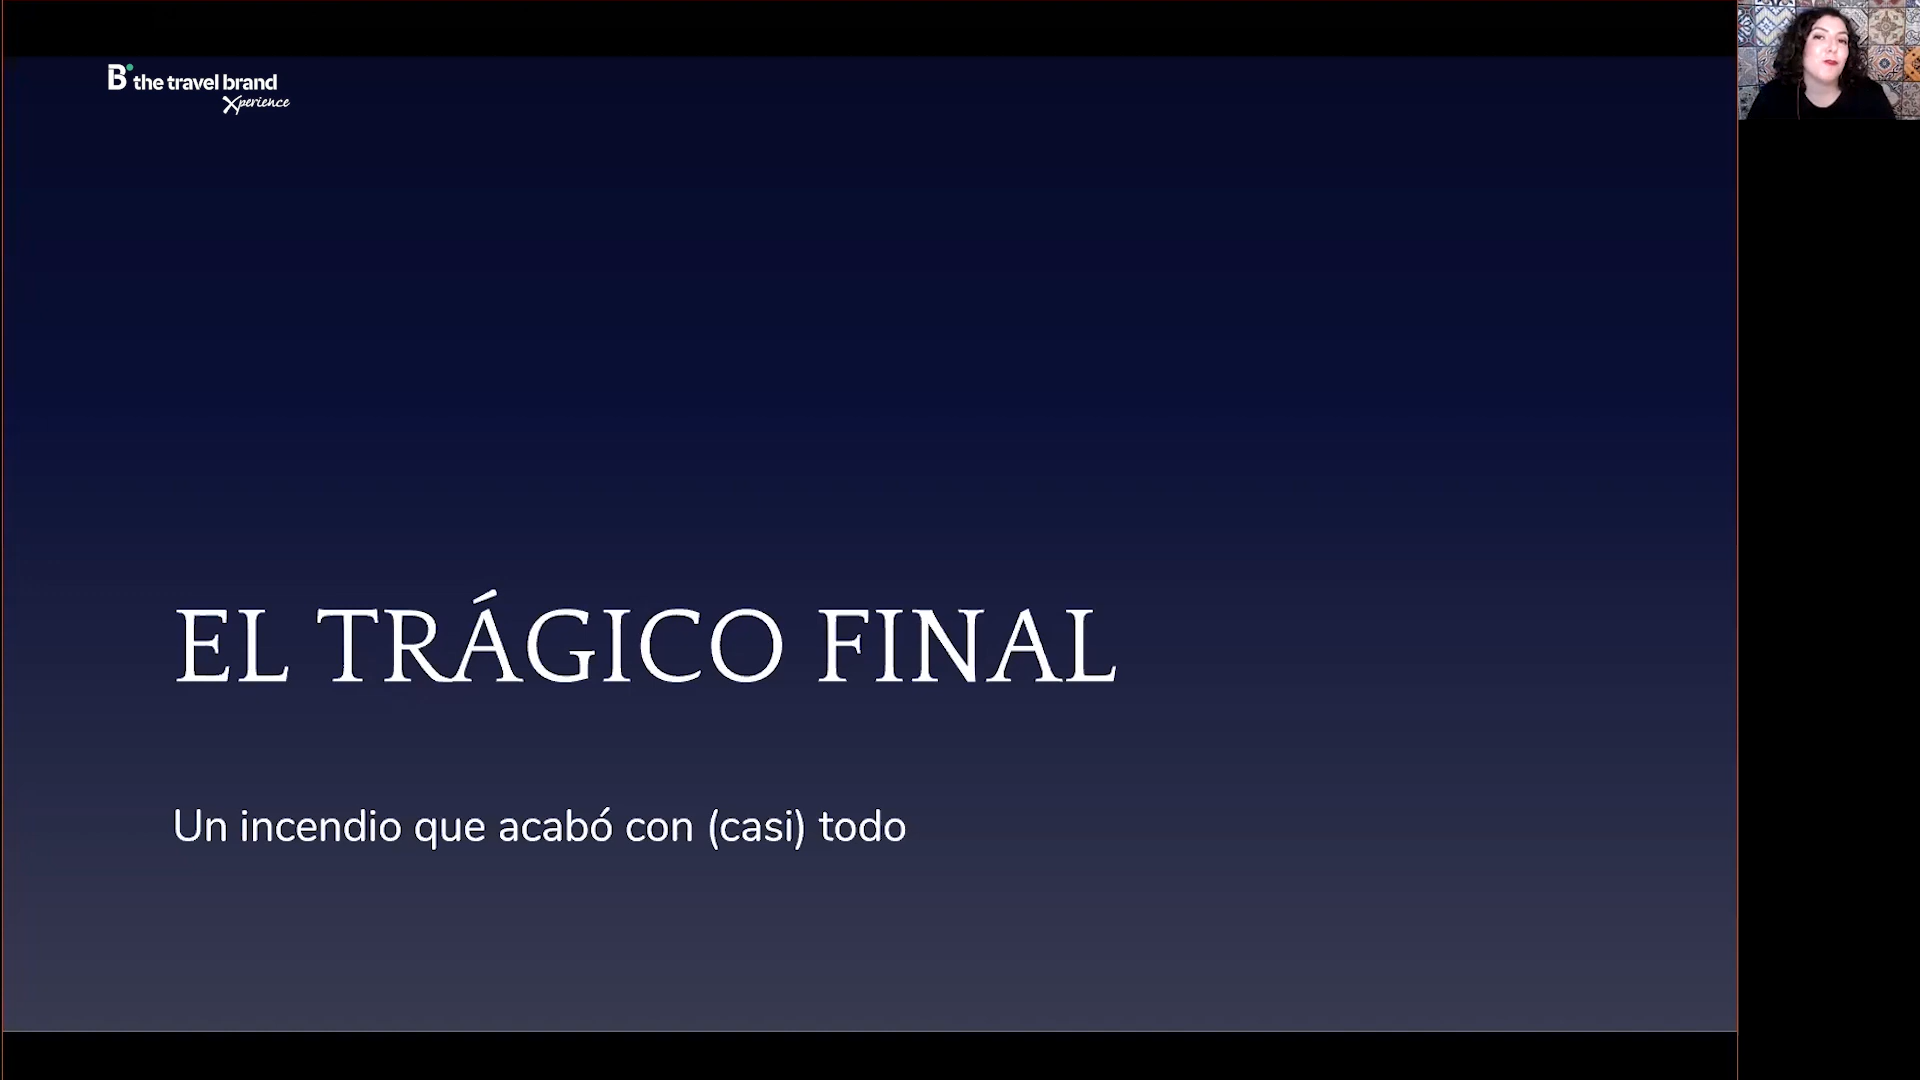 B the travel brand
Xperience
EL TRÁGICO FINAL
Un incendio que acabó con (casi) todo